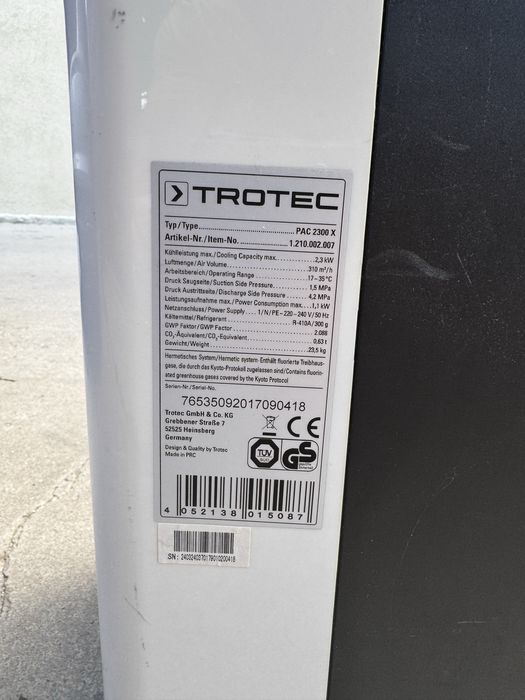 TROTEC
Typ/Type PAC 2300 X
Artikel-Nr./Item-No. 1.210.002.007
Kühlleistung max./Cooling Capacity max. 2,3 kW
Luftmenge/Air Volume 310 m³/h
Arbeitsbereich/Operating Range 17–35°C
Druck Saugseite/Suction Side Pressure 1,5 MPa
Druck Austrittseite/Discharge Side Pressure 4,2 MPa
Leistungsaufnahme max./Power Consumption max. 1,1 kW
Netzanschluss/Power Supply 1/N/PE~220–240 V/50 Hz
Kältemittel/Refrigerant R-410A/300 g
GWP Faktor/GWP Factor 2.088
CO₂-Äquivalent/CO₂-Equivalent 0,63 t
Gewicht/Weight 23,5 kg
Hermetisches System/Hermetic system · Enthält fluorierte Treibhaus-
gase, die durch das Kyoto-Protokoll zugelassen sind/Contains fluorin-
ated greenhouse gases covered by the Kyoto Protocol
Serien-Nr./Serial-No.
76535092017090418
Trotec GmbH & Co. KG
Grebbener Straße 7
52525 Heinsberg
Germany
Design & Quality by Trotec
Made in PRC
CE
TÜV
GS
4 052138 015087
SN :